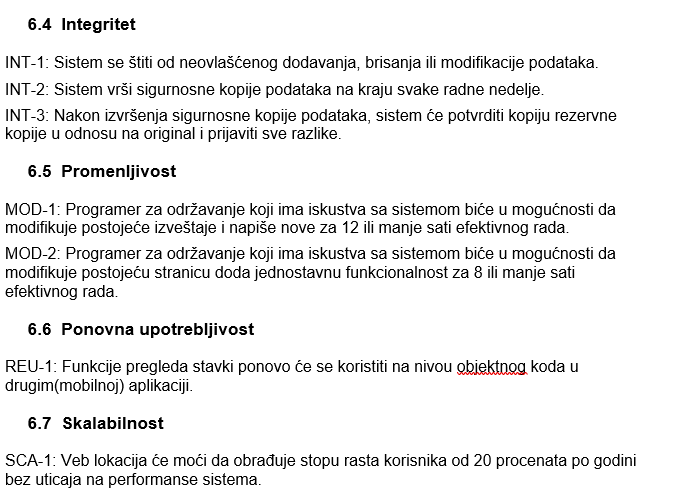 6.4 Integritet
INT-1: Sistem se štiti od neovlašćenog dodavanja, brisanja ili modifikacije podataka.
INT-2: Sistem vrši sigurnosne kopije podataka na kraju svake radne nedelje.
INT-3: Nakon izvršenja sigurnosne kopije podataka, sistem će potvrditi kopiju rezervne
kopije u odnosu na original i prijaviti sve razlike.
6.5 Promenljivost
MOD-1: Programer za održavanje koji ima iskustva sa sistemom biće u mogućnosti da
modifikuje postojeće izveštaje i napiše nove za 12 ili manje sati efektivnog rada.
MOD-2: Programer za održavanje koji ima iskustva sa sistemom biće u mogućnosti da
modifikuje postojeću stranicu doda jednostavnu funkcionalnost za 8 ili manje sati
efektivnog rada.
6.6 Ponovna upotrebljivost
REU-1: Funkcije pregleda stavki ponovo će se koristiti na nivou objektnog koda u
drugim(mobilnoj) aplikaciji.
6.7 Skalabilnost
SCA-1: Veb lokacija će moći da obrađuje stopu rasta korisnika od 20 procenata po godini
bez uticaja na performanse sistema.